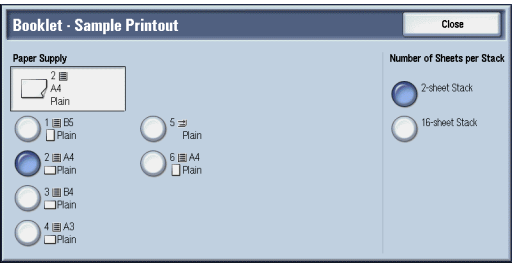 Booklet - Sample Printout
Close
Paper Supply
2
A4
Plain
1 B5
Plain
2 A4
Plain
3 B4
Plain
4 A3
Plain
5
Plain
6 A4
Plain
Number of Sheets per Stack
2-sheet Stack
16-sheet Stack